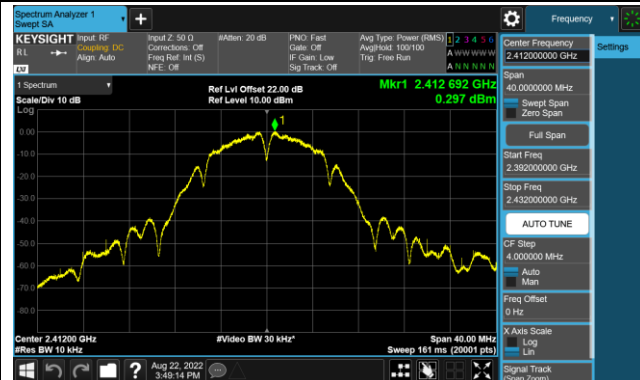 Spectrum Analyzer 1
Swept SA
Frequency
KEYSIGHT
Input: RF
Coupling: DC
Align: Auto
Input Z: 50 Ω
Corrections: Off
Freq Ref: Int (S)
NFE: Off
#Atten: 20 dB
PNO: Fast
Gate: Off
IF Gain: Low
Sig Track: Off
Avg Type: Power (RMS)
Avg|Hold: 100/100
Trig: Free Run
1 2 3 4 5 6
A W W W W W
A N N N N N
RL
LXI
1 Spectrum
Scale/Div 10 dB
Log
Ref Lvl Offset 22.00 dB
Ref Level 10.00 dBm
Mkr1 2.412 692 GHz
0.297 dBm
1
0.00
-10.0
-20.0
-30.0
-40.0
-50.0
-60.0
-70.0
-80.0
Center 2.41200 GHz
#Res BW 10 kHz
#Video BW 30 kHz*
Span 40.00 MHz
Sweep 161 ms (20001 pts)
Aug 22, 2022
3:49:14 PM
Center Frequency
2.412000000 GHz
Settings
Span
40.0000000 MHz
Swept Span
Zero Span
Full Span
Start Freq
2.392000000 GHz
Stop Freq
2.432000000 GHz
AUTO TUNE
CF Step
4.000000 MHz
Auto
Man
Freq Offset
0 Hz
X Axis Scale
Log
Lin
Signal Track
(Span Zoom)